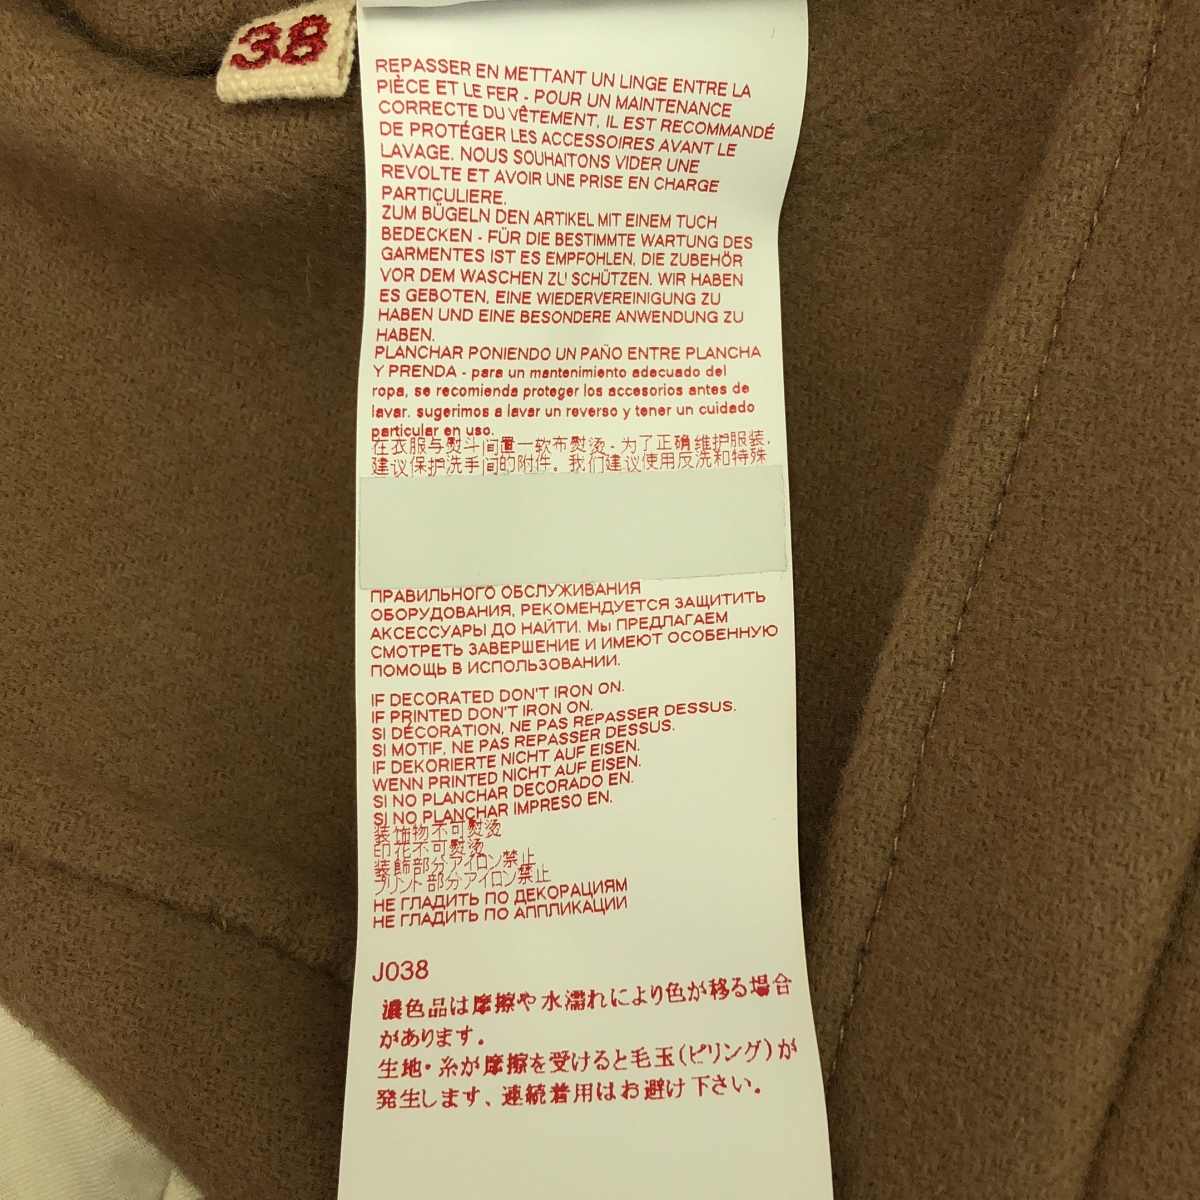 38
REPASSER EN METTANT UN LINGE ENTRE LA
PIÈCE ET LE FER - POUR UN MAINTENANCE
CORRECTE DU VÊTEMENT, IL EST RECOMMANDÉ
DE PROTÉGER LES ACCESSOIRES AVANT LE
LAVAGE. NOUS SOUHAITONS VIDER UNE
REVOLTE ET AVOIR UNE PRISE EN CHARGE
PARTICULIERE.
ZUM BÜGELN DEN ARTIKEL MIT EINEM TUCH
BEDECKEN - FÜR DIE BESTIMMTE WARTUNG DES
GARMENTES IST ES EMPFOHLEN, DIE ZUBEHÖR
VOR DEM WASCHEN ZU SCHÜTZEN. WIR HABEN
ES GEBOTEN, EINE WIEDERVEREINIGUNG ZU
HABEN UND EINE BESONDERE ANWENDUNG ZU
HABEN.
PLANCHAR PONIENDO UN PAÑO ENTRE PLANCHA
Y PRENDA - para un mantenimiento adecuado del
ropa, se recomienda proteger los accesorios antes de
lavar. sugerimos a lavar un reverso y tener un cuidado
particular en uso.
在衣服与熨斗间置一软布熨烫 - 为了正确维护服装,
建议保护洗手间的附件。我们建议使用反洗和特殊
ПРАВИЛЬНОГО ОБСЛУЖИВАНИЯ
ОБОРУДОВАНИЯ, РЕКОМЕНДУЕТСЯ ЗАЩИТИТЬ
АКСЕССУАРЫ ДО НАЙТИ. Мы ПРЕДЛАГАЕМ
СМОТРЕТЬ ЗАВЕРШЕНИЕ И ИМЕЮТ ОСОБЕННУЮ
ПОМОЩЬ В ИСПОЛЬЗОВАНИИ.
IF DECORATED DON'T IRON ON.
IF PRINTED DON'T IRON ON.
SI DÉCORATION, NE PAS REPASSER DESSUS.
SI MOTIF, NE PAS REPASSER DESSUS.
IF DEKORIERTE NICHT AUF EISEN.
WENN PRINTED NICHT AUF EISEN.
SI NO PLANCHAR DECORADO EN.
SI NO PLANCHAR IMPRESO EN.
装饰物不可熨烫
印花不可熨烫
装飾部分アイロン禁止
プリント部分アイロン禁止
НЕ ГЛАДИТЬ ПО ДЕКОРАЦИЯМ
НЕ ГЛАДИТЬ ПО АППЛИКАЦИИ
J038
濃色品は摩擦や水濡れにより色が移る場合
があります。
生地・糸が摩擦を受けると毛玉(ピリング)が
発生します、連続着用はお避け下さい。